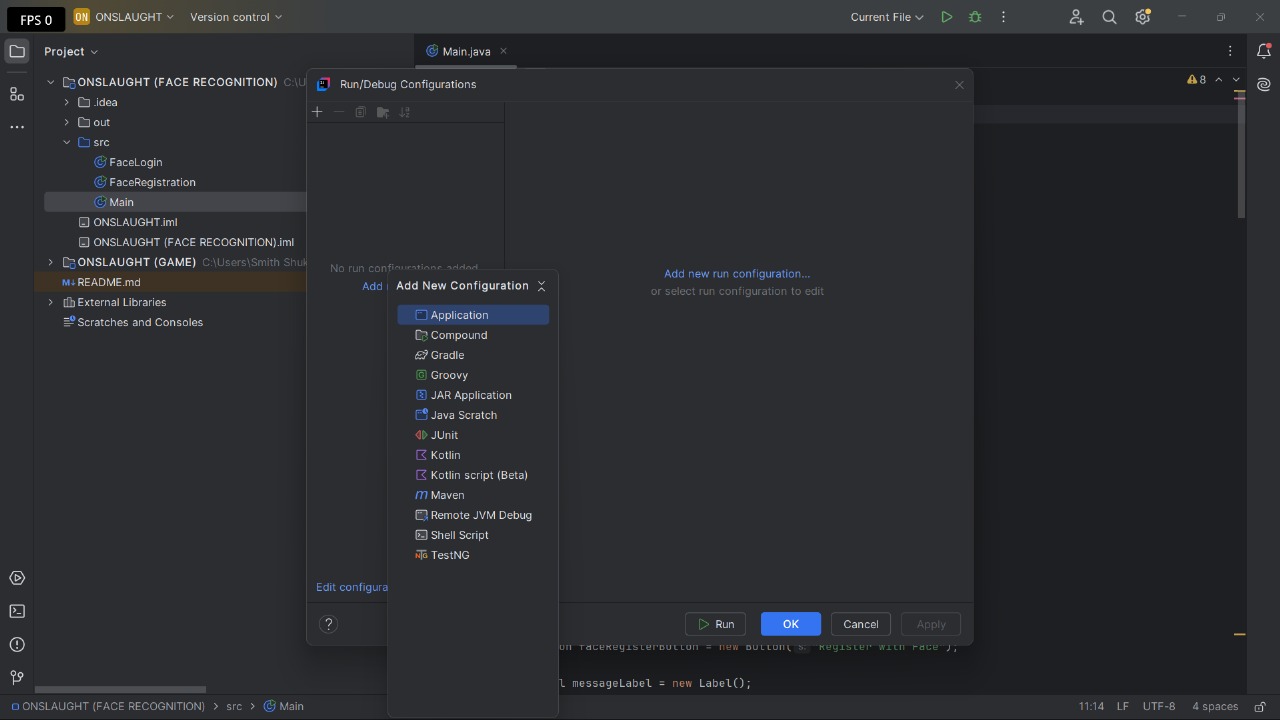 FPS 0
ON ONSLAUGHT Version control Current File
Project
Main.java
ONSLAUGHT (FACE RECOGNITION) C:\U
.idea
out
src
FaceLogin
FaceRegistration
Main
ONSLAUGHT.iml
ONSLAUGHT (FACE RECOGNITION).iml
ONSLAUGHT (GAME) C:\Users\Smith Shuk
M↓ README.md
External Libraries
Scratches and Consoles
Run/Debug Configurations
No run configurations added.
Add
Edit configura
Add New Configuration
Application
Compound
Gradle
G Groovy
JAR Application
Java Scratch
JUnit
Kotlin
Kotlin script (Beta)
m Maven
Remote JVM Debug
Shell Script
NG TestNG
Add new run configuration...
or select run configuration to edit
?
Run
OK
Cancel
Apply
8
on faceRegisterButton = new Button( s: "Register with Face");
l messageLabel = new Label();
ONSLAUGHT (FACE RECOGNITION) > src > Main
11:14 LF UTF-8 4 spaces